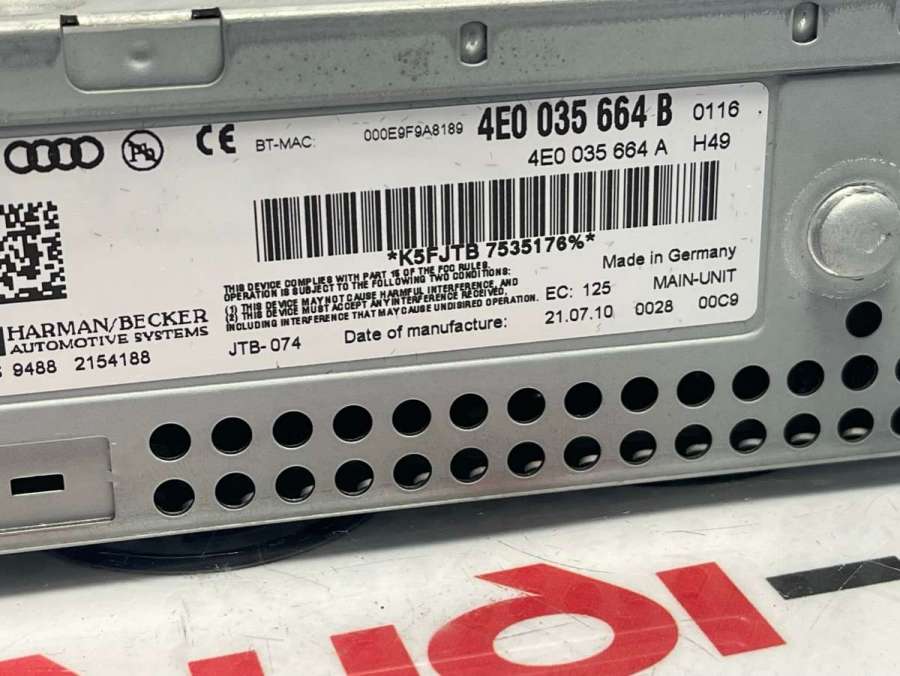 CE BT-MAC: 000E9F9A8189 4E0 035 664 B 0116
4E0 035 664 A H49
*K5FJTB 7535176%*
Made in Germany
THIS DEVICE COMPLIES WITH PART 15 OF THE FCC RULES.
OPERATION IS SUBJECT TO THE FOLLOWING TWO CONDITIONS:
(1) THIS DEVICE MAY NOT CAUSE HARMFUL INTERFERENCE, AND
(2) THIS DEVICE MUST ACCEPT ANY INTERFERENCE RECEIVED,
INCLUDING INTERFERENCE THAT MAY CAUSE UNDESIRED OPERATION.
EC: 125 MAIN-UNIT
HARMAN/BECKER
AUTOMOTIVE SYSTEMS
9488 2154188
JTB-074 Date of manufacture: 21.07.10 0028 00C9